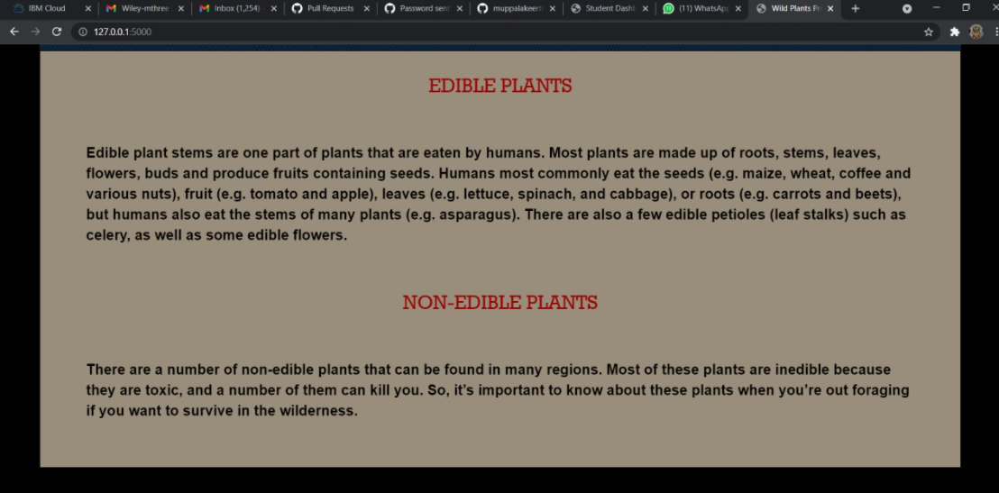 IBM Cloud
Wiley-mthree
Inbox (1,254)
Pull Requests
Password sent
muppalakeert
Student Dash
(11) WhatsAp
Wild Plants Pr
127.0.0.1:5000
EDIBLE PLANTS
Edible plant stems are one part of plants that are eaten by humans. Most plants are made up of roots, stems, leaves,
flowers, buds and produce fruits containing seeds. Humans most commonly eat the seeds (e.g. maize, wheat, coffee and
various nuts), fruit (e.g. tomato and apple), leaves (e.g. lettuce, spinach, and cabbage), or roots (e.g. carrots and beets),
but humans also eat the stems of many plants (e.g. asparagus). There are also a few edible petioles (leaf stalks) such as
celery, as well as some edible flowers.
NON-EDIBLE PLANTS
There are a number of non-edible plants that can be found in many regions. Most of these plants are inedible because
they are toxic, and a number of them can kill you. So, it's important to know about these plants when you're out foraging
if you want to survive in the wilderness.